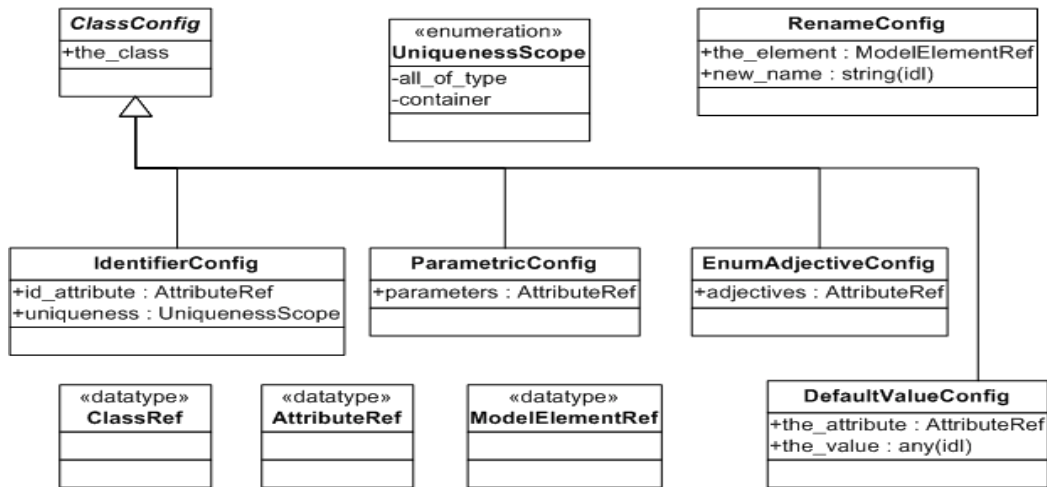 ClassConfig
+the_class
«enumeration»
UniquenessScope
-all_of_type
-container
RenameConfig
+the_element : ModelElementRef
+new_name : string(idl)
IdentifierConfig
+id_attribute : AttributeRef
+uniqueness : UniquenessScope
ParametricConfig
+parameters : AttributeRef
EnumAdjectiveConfig
+adjectives : AttributeRef
«datatype»
ClassRef
«datatype»
AttributeRef
«datatype»
ModelElementRef
DefaultValueConfig
+the_attribute : AttributeRef
+the_value : any(idl)